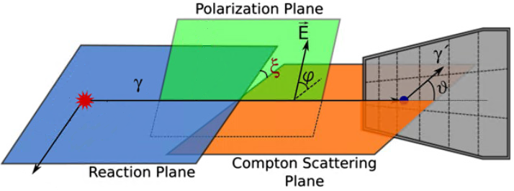 Polarization Plane
E⃗
γ´
γ
ξ
φ
ϑ
Reaction Plane
Compton Scattering
Plane